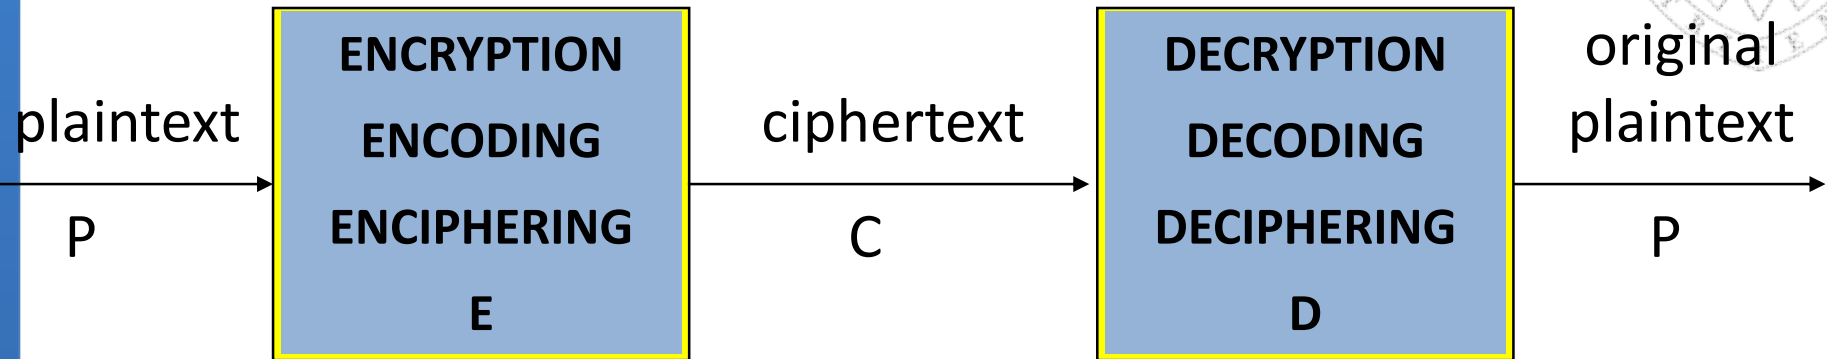 plaintext
P
ENCRYPTION
ENCODING
ENCIPHERING
E
ciphertext
C
DECRYPTION
DECODING
DECIPHERING
D
original
plaintext
P